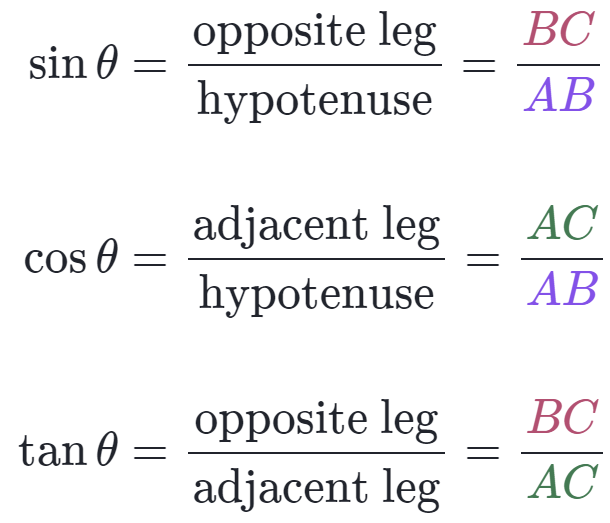 sin θ = opposite leg / hypotenuse = BC / AB
cos θ = adjacent leg / hypotenuse = AC / AB
tan θ = opposite leg / adjacent leg = BC / AC